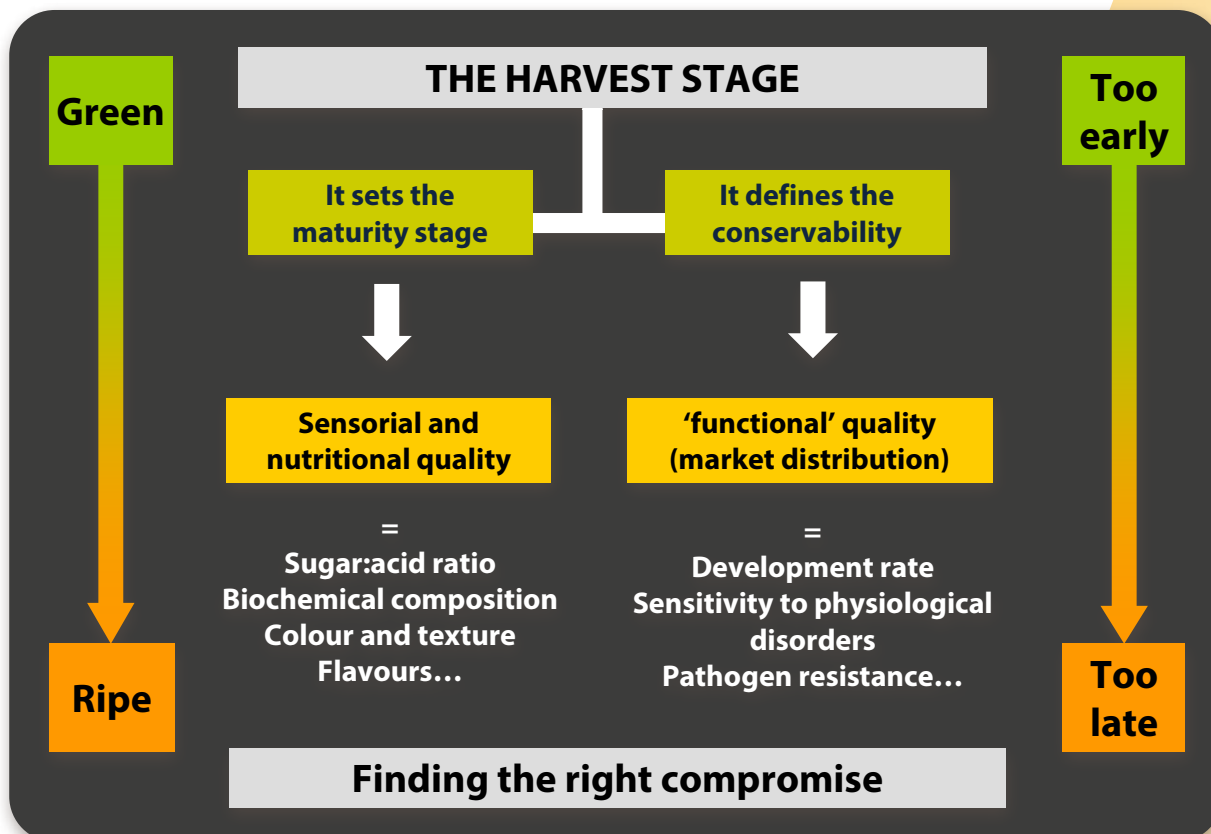 THE HARVEST STAGE
Green
Too
early
It sets the
maturity stage
It defines the
conservability
Sensorial and
nutritional quality
‘functional’ quality
(market distribution)
=
Sugar:acid ratio
Biochemical composition
Colour and texture
Flavours…
=
Development rate
Sensitivity to physiological
disorders
Pathogen resistance…
Ripe
Too
late
Finding the right compromise